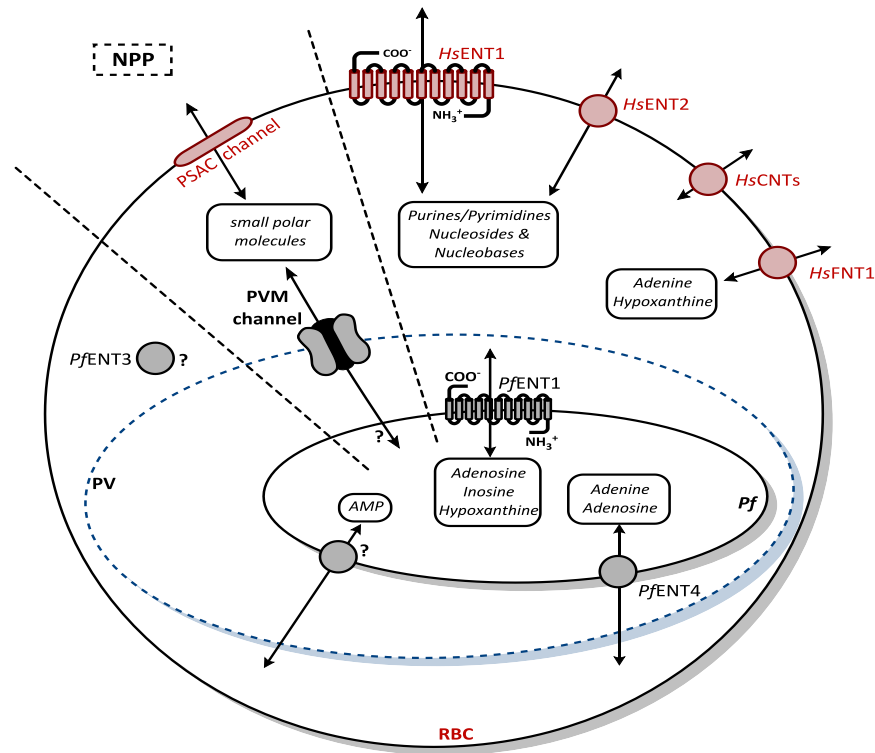 NPP
COO-
HsENT1
NH3+
HsENT2
PSAC channel
HsCNTs
small polar
molecules
Purines/Pyrimidines
Nucleosides &
Nucleobases
HsFNT1
Adenine
Hypoxanthine
PVM
channel
PfENT3
?
COO-
PfENT1
NH3+
?
PV
Adenosine
Inosine
Hypoxanthine
Adenine
Adenosine
Pf
AMP
?
PfENT4
RBC